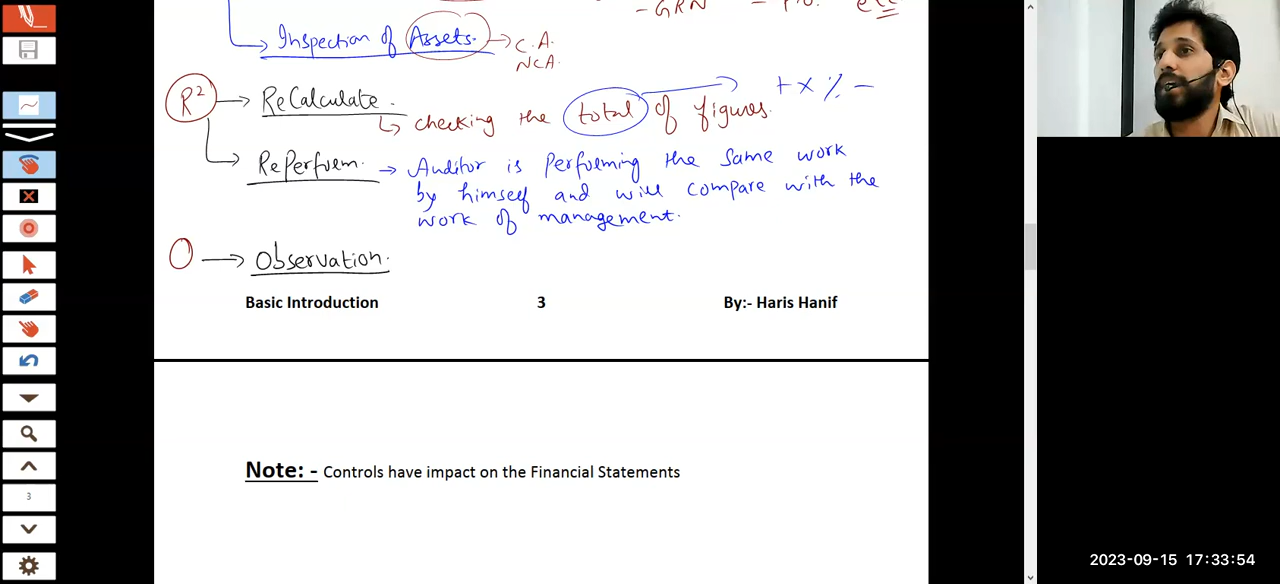 - GRN - P.O. etc
Inspection of Assets. → C.A.
NCA.
R² → ReCalculate. + × % -
↳ checking the total of figures.
RePerform. → Auditor is performing the same work
by himself and will compare with the
work of management.
O → Observation.
Basic Introduction 3 By:- Haris Hanif
Note: - Controls have impact on the Financial Statements
3
2023-09-15 17:33:54